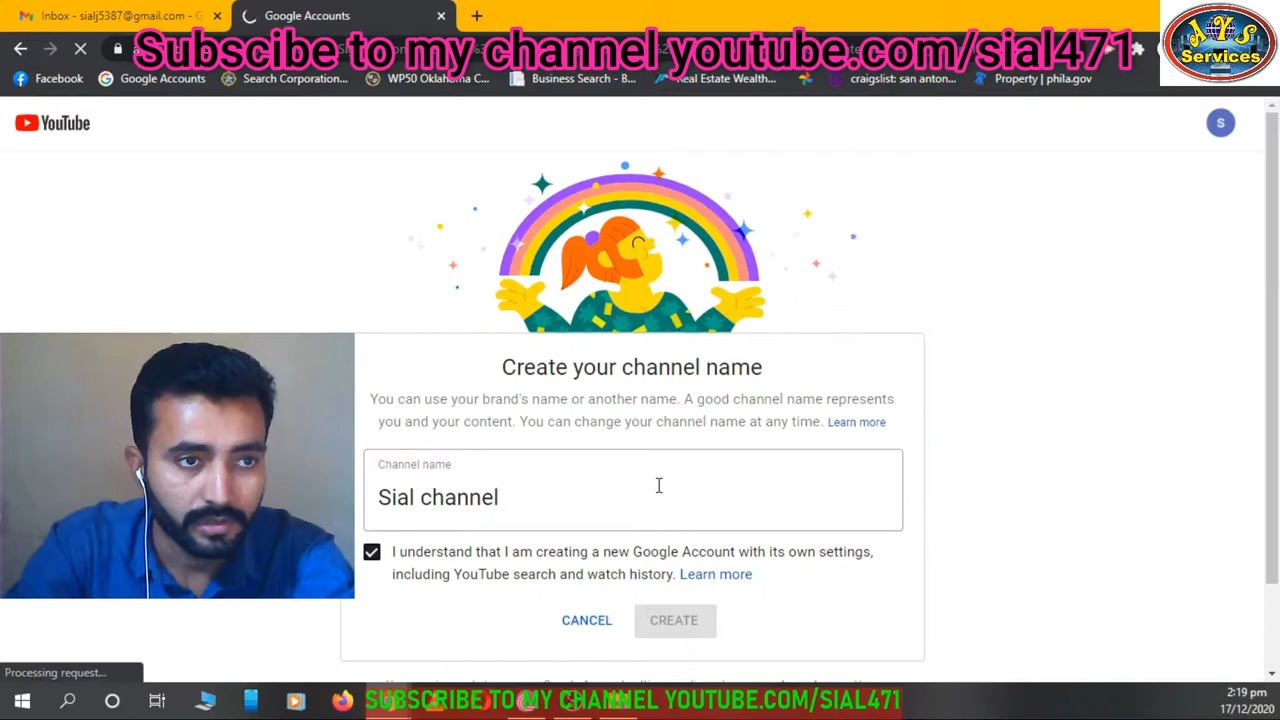 Inbox - sialj5387@gmail.com - G
Google Accounts
Subscibe to my channel youtube.com/sial471
A Y S
Services
Facebook
Google Accounts
Search Corporation...
WP50 Oklahoma C...
Business Search - B...
Real Estate Wealth...
craigslist: san anton...
Property | phila.gov
YouTube
S
Create your channel name
You can use your brand's name or another name. A good channel name represents
you and your content. You can change your channel name at any time. Learn more
Channel name
Sial channel
I understand that I am creating a new Google Account with its own settings,
including YouTube search and watch history. Learn more
CANCEL
CREATE
Processing request...
SUBSCRIBE TO MY CHANNEL YOUTUBE.COM/SIAL471
2:19 pm
17/12/2020